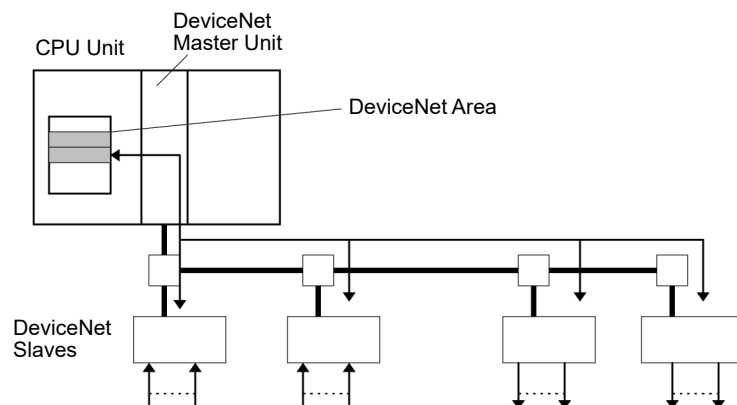 DeviceNet
Master Unit
CPU Unit
DeviceNet Area
DeviceNet
Slaves